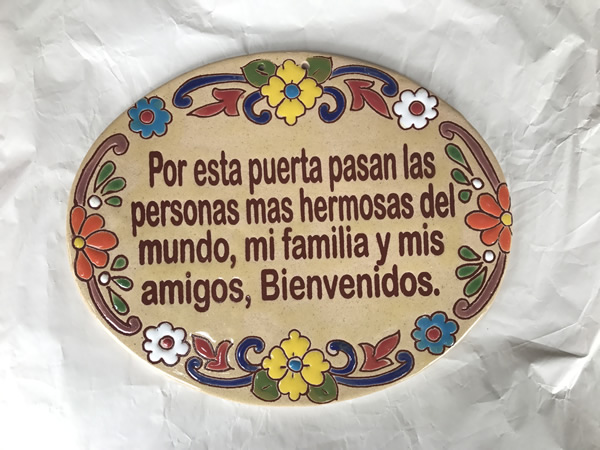 Por esta puerta pasan las
personas mas hermosas del
mundo, mi familia y mis
amigos, Bienvenidos.